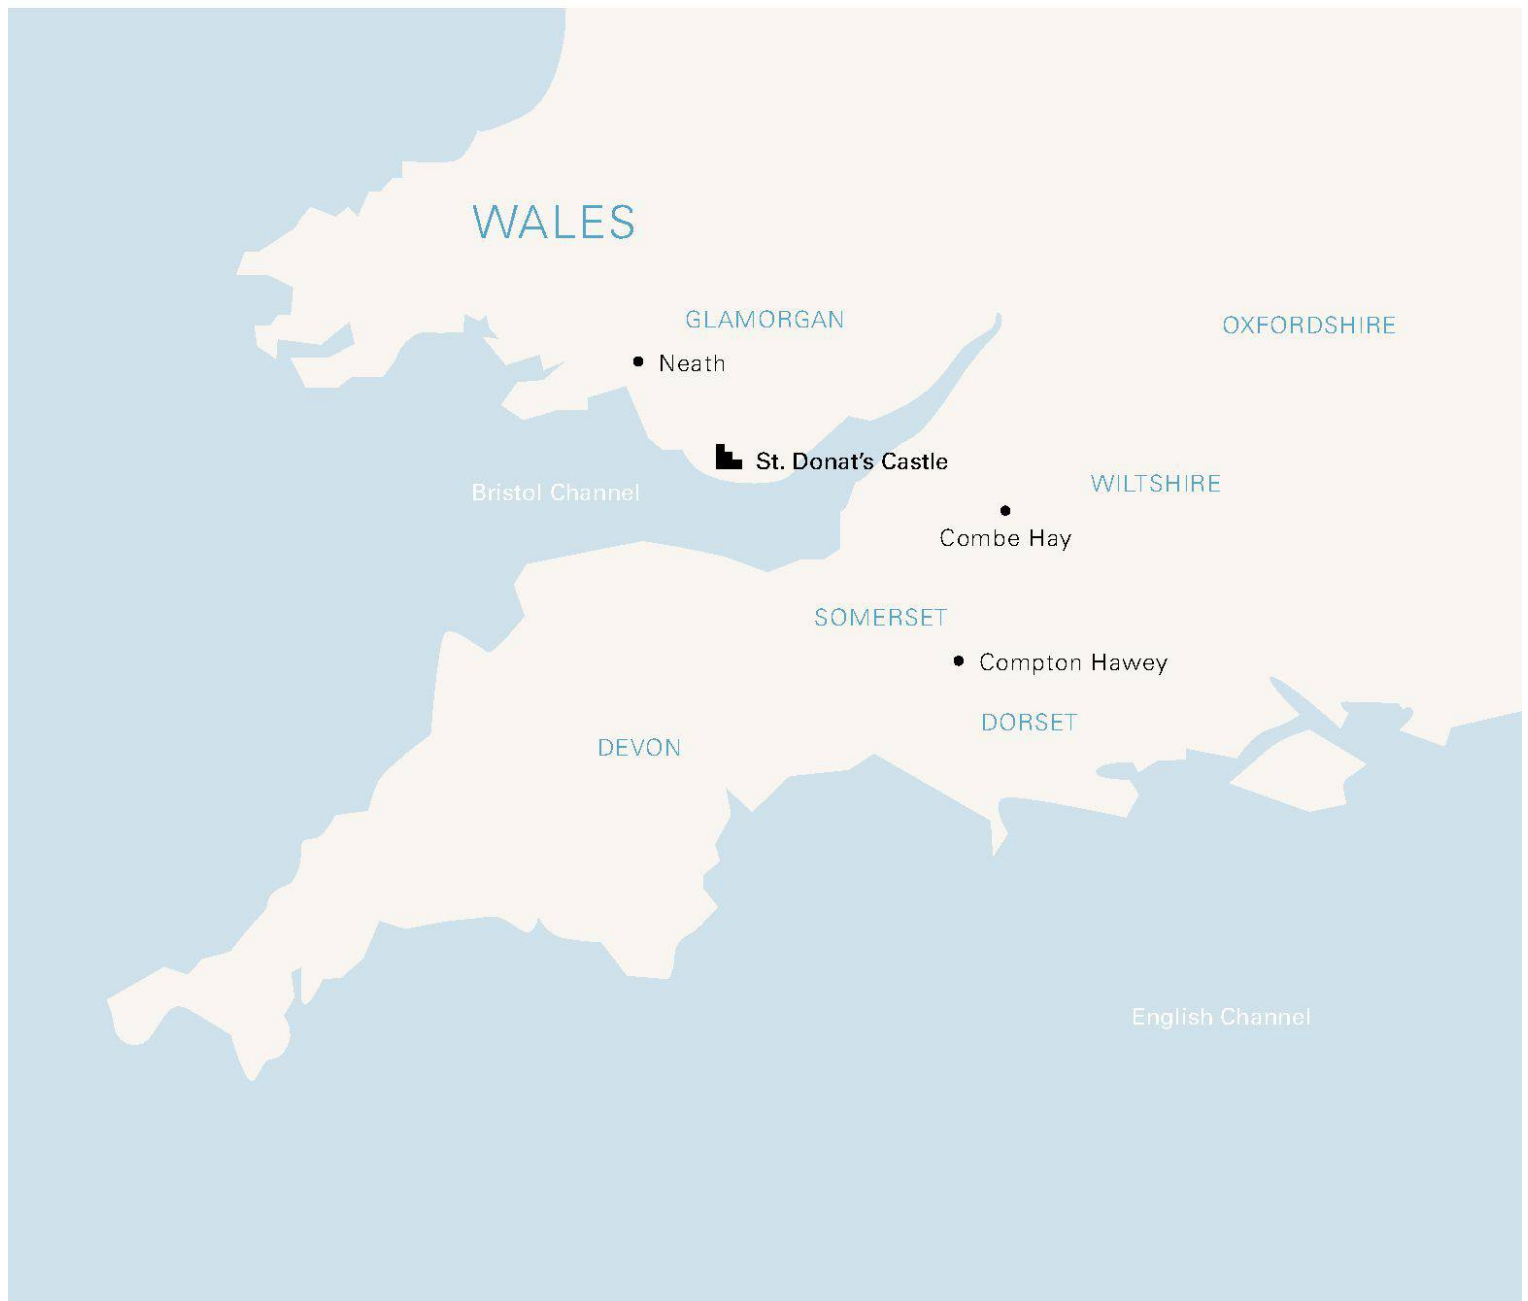 WALES
GLAMORGAN
OXFORDSHIRE
Neath
St. Donat's Castle
WILTSHIRE
Bristol Channel
Combe Hay
SOMERSET
Compton Hawey
DORSET
DEVON
English Channel